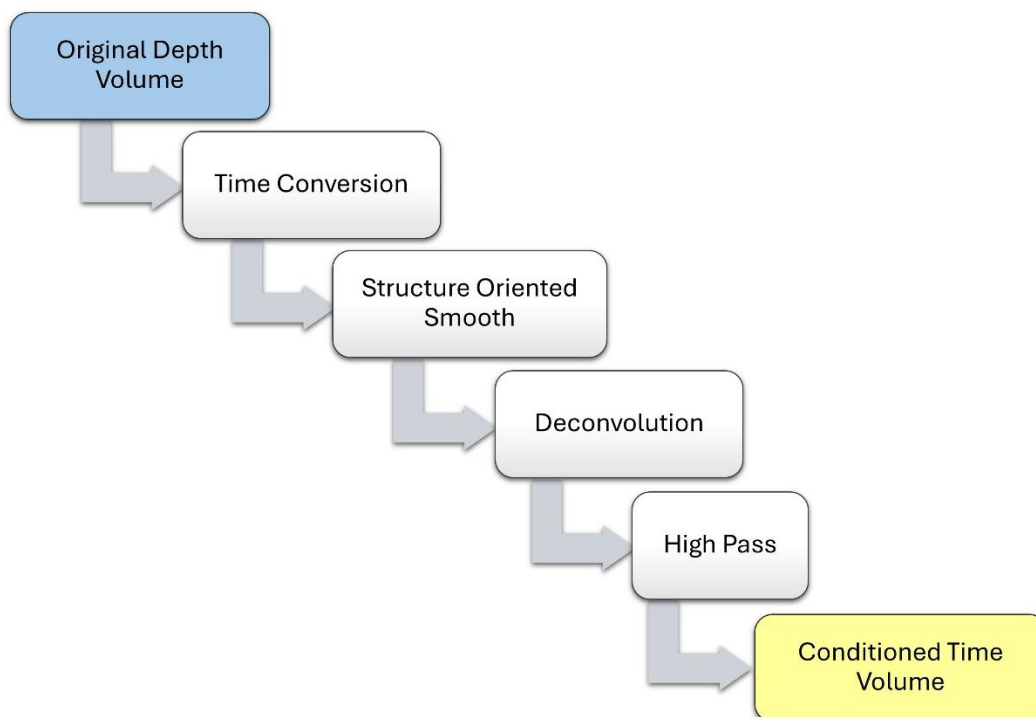 Original Depth
Volume
Time Conversion
Structure Oriented
Smooth
Deconvolution
High Pass
Conditioned Time
Volume